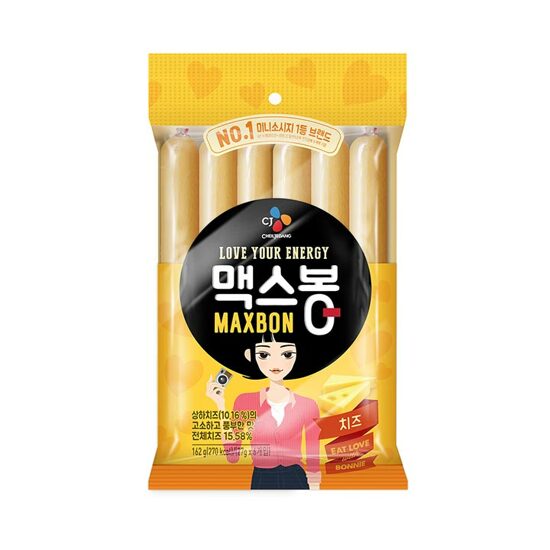 NO.1 미니소시지 1등 브랜드
CJ
CHEILJEDANG
LOVE YOUR ENERGY
맥스봉
MAXBON
상하치즈(10.16%)의
고소하고 풍부한 맛
전체치즈 15.58%
162 g(270 kcal)
치즈
EAT LOVE
BONNIE